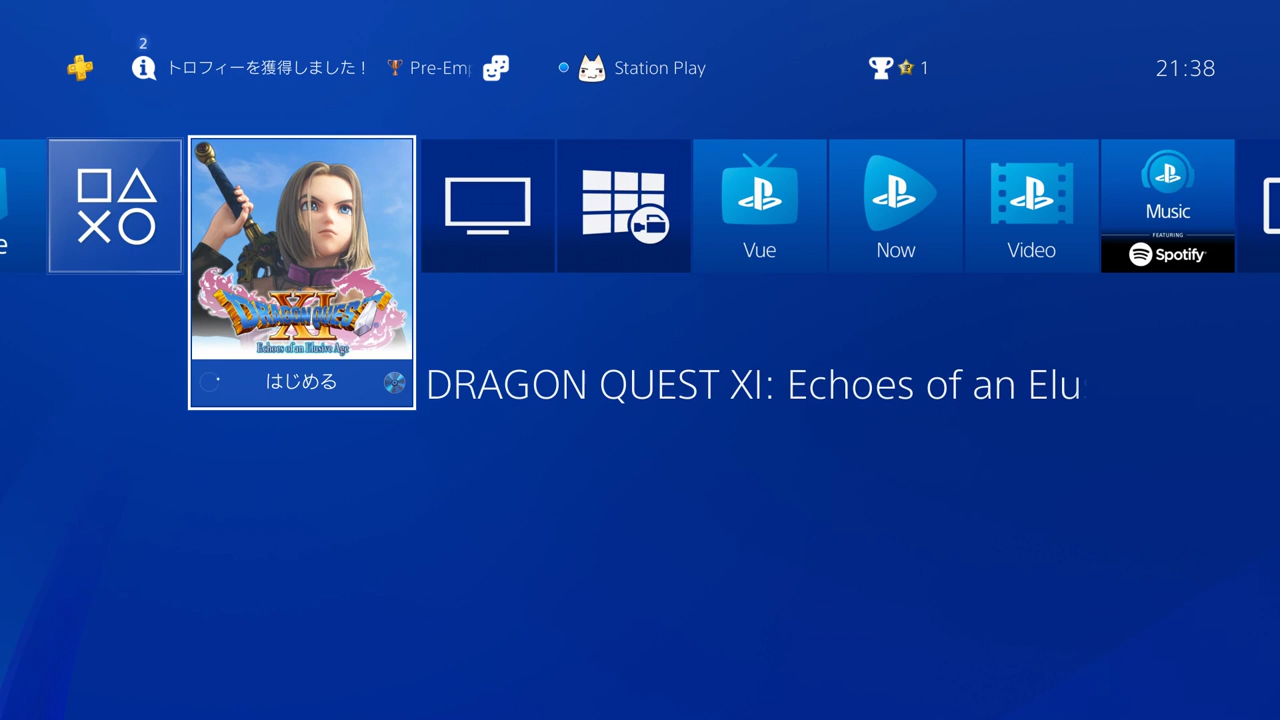 2
トロフィーを獲得しました！ Pre-Em
Station Play
1
21:38
e
Vue
Now
Video
Music
FEATURING
Spotify
DRAGON QUEST
XI
Echoes of an Elusive Age
はじめる
DRAGON QUEST XI: Echoes of an Elu